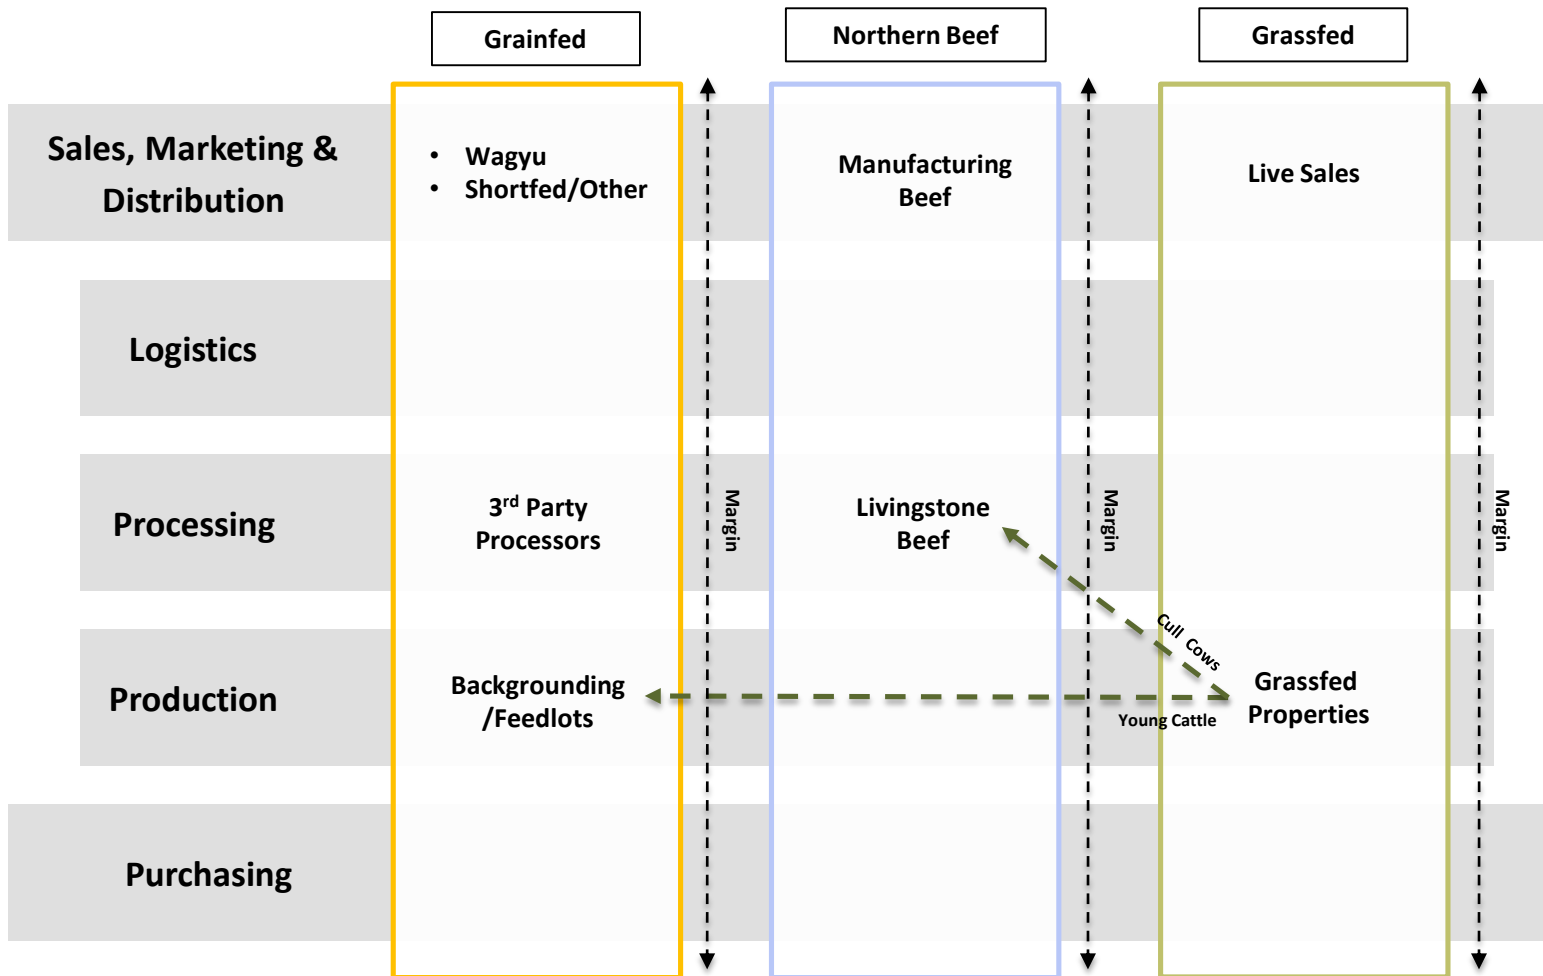 Grainfed
Northern Beef
Grassfed
Sales, Marketing &
Distribution
• Wagyu
• Shortfed/Other
Manufacturing
Beef
Live Sales
Logistics
Processing
3rd Party
Processors
Margin
Livingstone
Beef
Margin
Margin
Production
Backgrounding
/Feedlots
Cull Cows
Young Cattle
Grassfed
Properties
Purchasing